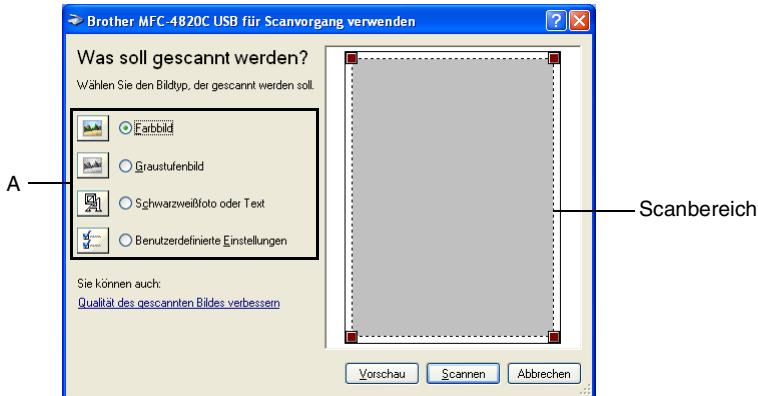 Brother MFC-4820C USB für Scanvorgang verwenden
Was soll gescannt werden?
Wählen Sie den Bildtyp, der gescannt werden soll.
Farbbild
Graustufenbild
Schwarzweißfoto oder Text
Benutzerdefinierte Einstellungen
A
Scanbereich
Sie können auch:
Qualität des gescannten Bildes verbessern
Vorschau
Scannen
Abbrechen